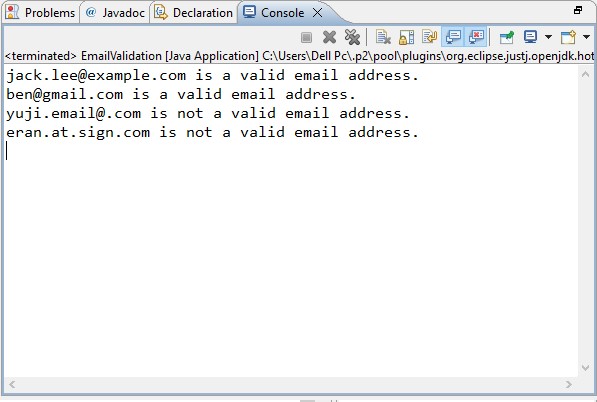 Problems @ Javadoc Declaration Console
<terminated> EmailValidation [Java Application] C:\Users\Dell Pc\.p2\pool\plugins\org.eclipse.justj.openjdk.hot
jack.lee@example.com is a valid email address.
ben@gmail.com is a valid email address.
yuji.email@.com is not a valid email address.
eran.at.sign.com is not a valid email address.